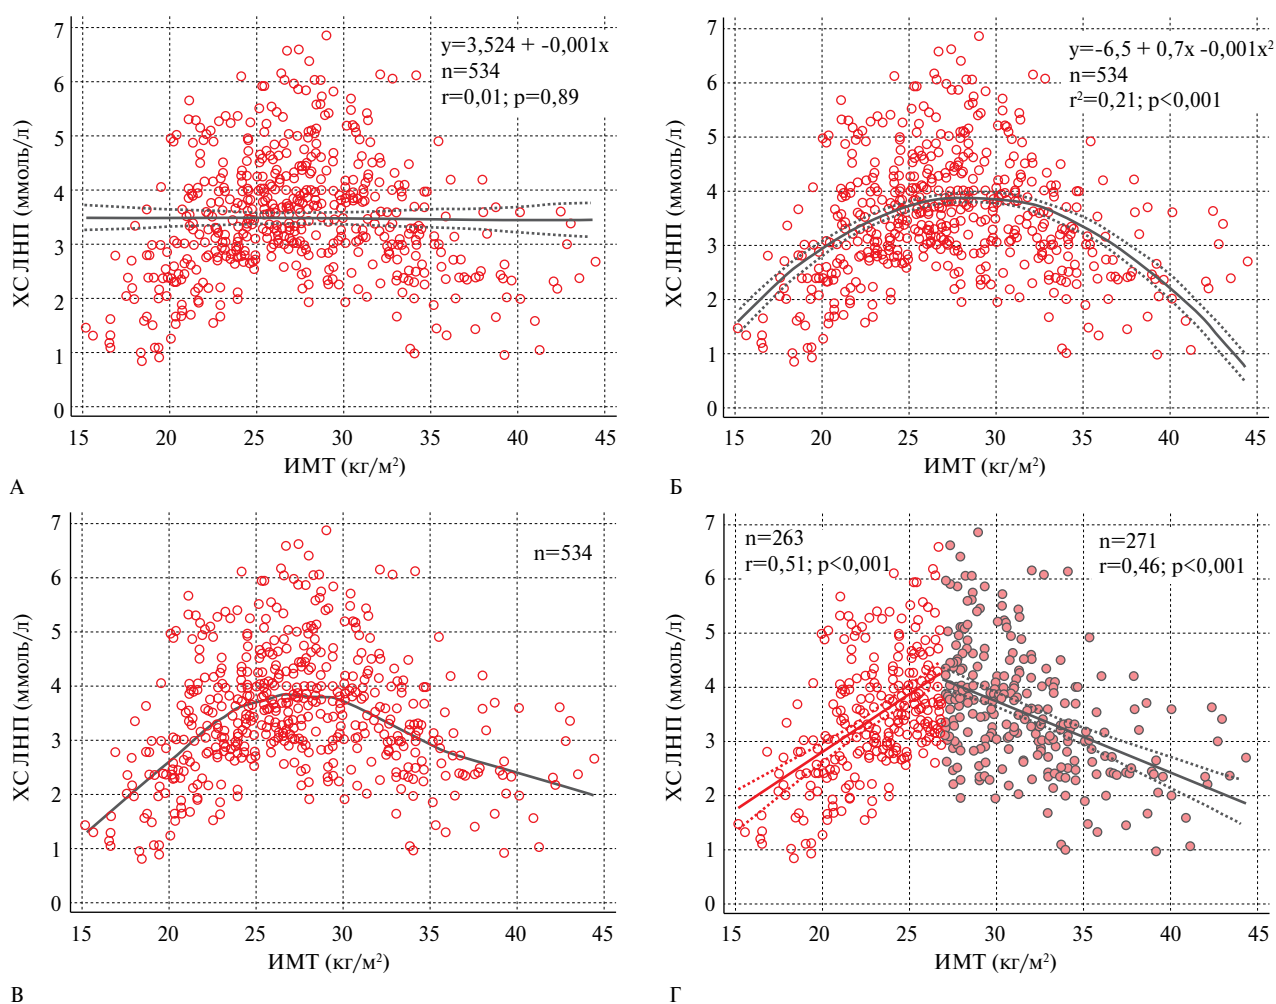 7
6
5
4
3
2
1
0
ХС ЛНП (ммоль/л)
y=3,524 + -0,001x
n=534
r=0,01; p=0,89
15 20 25 30 35 40 45
ИМТ (кг/м²)
А
7
6
5
4
3
2
1
0
ХС ЛНП (ммоль/л)
y=-6,5 + 0,7x -0,001x²
n=534
r²=0,21; p<0,001
15 20 25 30 35 40 45
ИМТ (кг/м²)
Б
7
6
5
4
3
2
1
0
ХС ЛНП (ммоль/л)
n=534
15 20 25 30 35 40 45
ИМТ (кг/м²)
В
7
6
5
4
3
2
1
0
ХС ЛНП (ммоль/л)
n=263
r=0,51; p<0,001
n=271
r=0,46; p<0,001
15 20 25 30 35 40 45
ИМТ (кг/м²)
Г